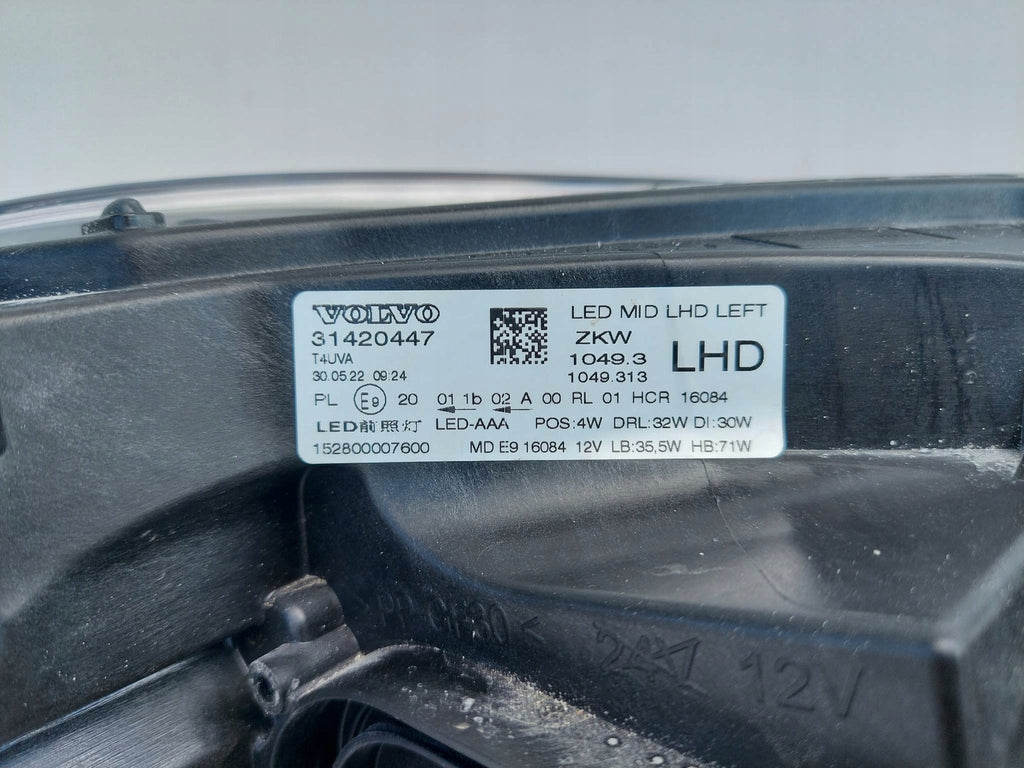 VOLVO
31420447
T4UVA
30.05.22 09:24
LED MID LHD LEFT
ZKW
1049.3
1049.313
LHD
PL E9 20 01 1b 02 A 00 RL 01 HCR 16084
LED前照灯 LED-AAA POS:4W DRL:32W DI:30W
152800007600 MD E9 16084 12V LB:35,5W HB:71W
12V